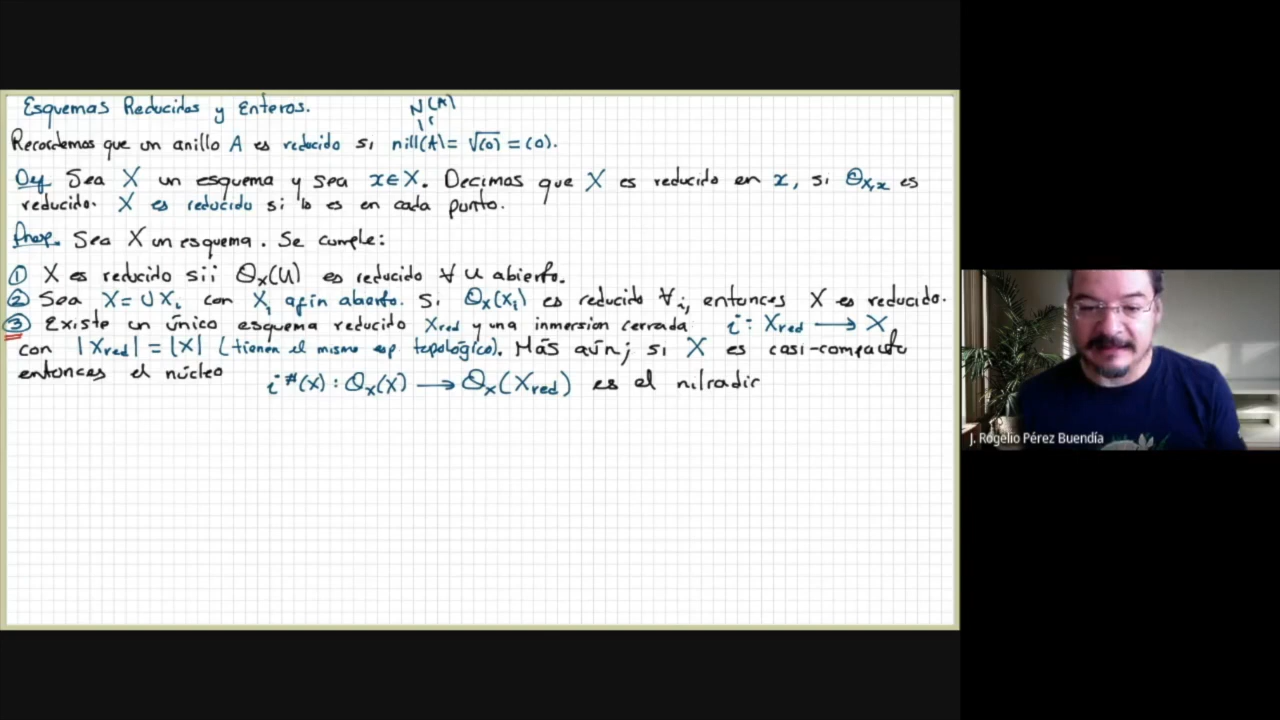 Esquemas Reducidos y Enteros.
N(A)
Recordemos que un anillo A es reducido si nill(A) = √(0) = (0).
Def Sea X un esquema y sea x∈X. Decimos que X es reducido en x, si O_{X,x} es
reducido. X es reducido si lo es en cada punto.
Prop. Sea X un esquema. Se cumple:
① X es reducido sii O_X(U) es reducido ∀ U abierto.
② Sea X = ∪X_i con X_i afín abierto. Si O_X(X_i) es reducido ∀i, entonces X es reducido.
③ Existe un único esquema reducido X_red y una inmersion cerrada i: X_red ⟶ X
con |X_red| = |X| (tienen el mismo esp topológico). Más aún; si X es casi-compacto
entonces el núcleo i^#(X): O_X(X) ⟶ O_X(X_red) es el nilradic
J. Rogelio Pérez Buendía